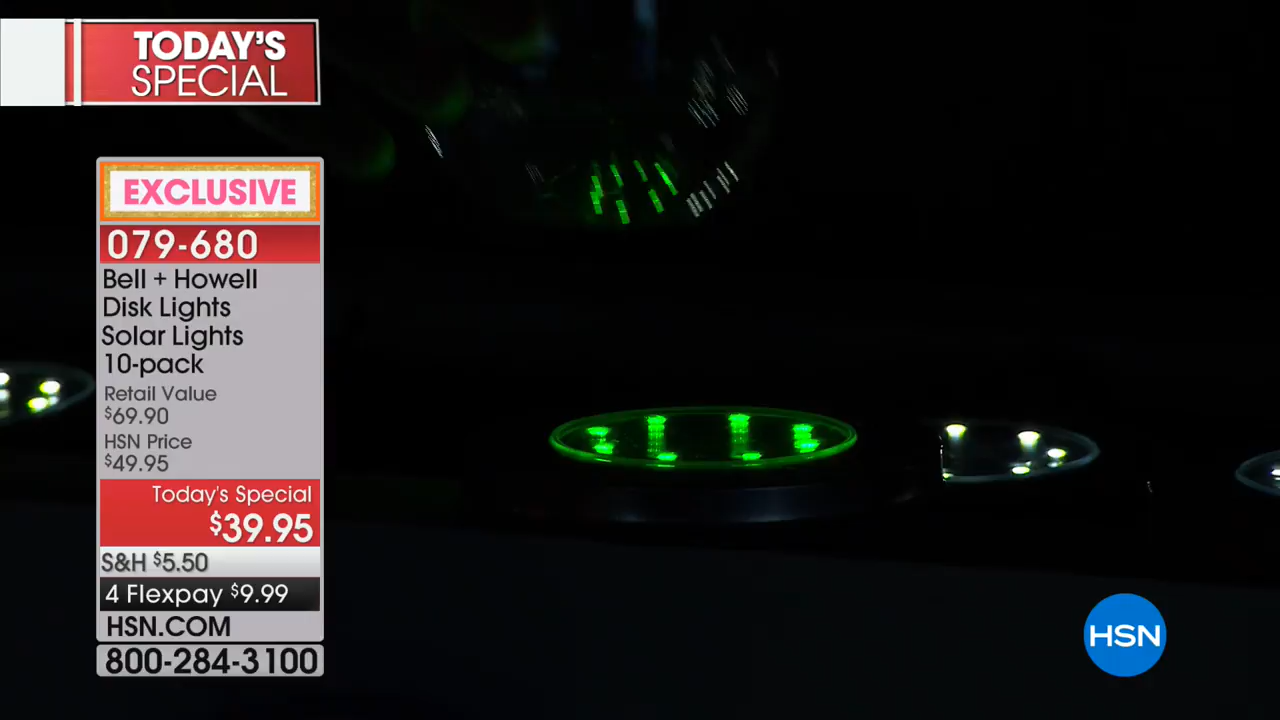 TODAY'S
SPECIAL
EXCLUSIVE
079-680
Bell + Howell
Disk Lights
Solar Lights
10-pack
Retail Value
$69.90
HSN Price
$49.95
Today's Special
$39.95
S&H $5.50
4 Flexpay $9.99
HSN.COM
800-284-3100
HSN